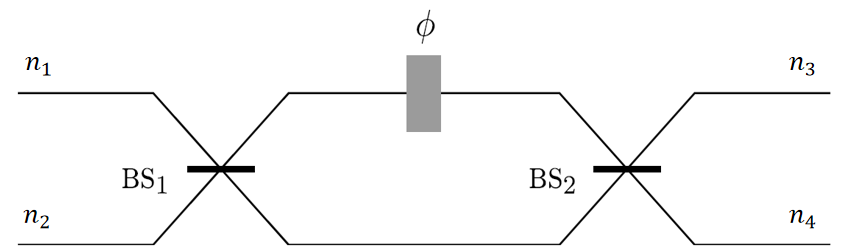 ϕ
n₁
n₃
BS₁
BS₂
n₂
n₄